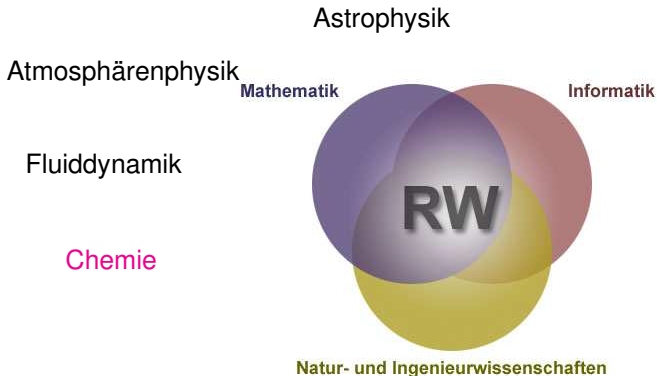 Astrophysik
Atmosphärenphysik
Mathematik
Informatik
Fluiddynamik
RW
Chemie
Natur- und Ingenieurwissenschaften